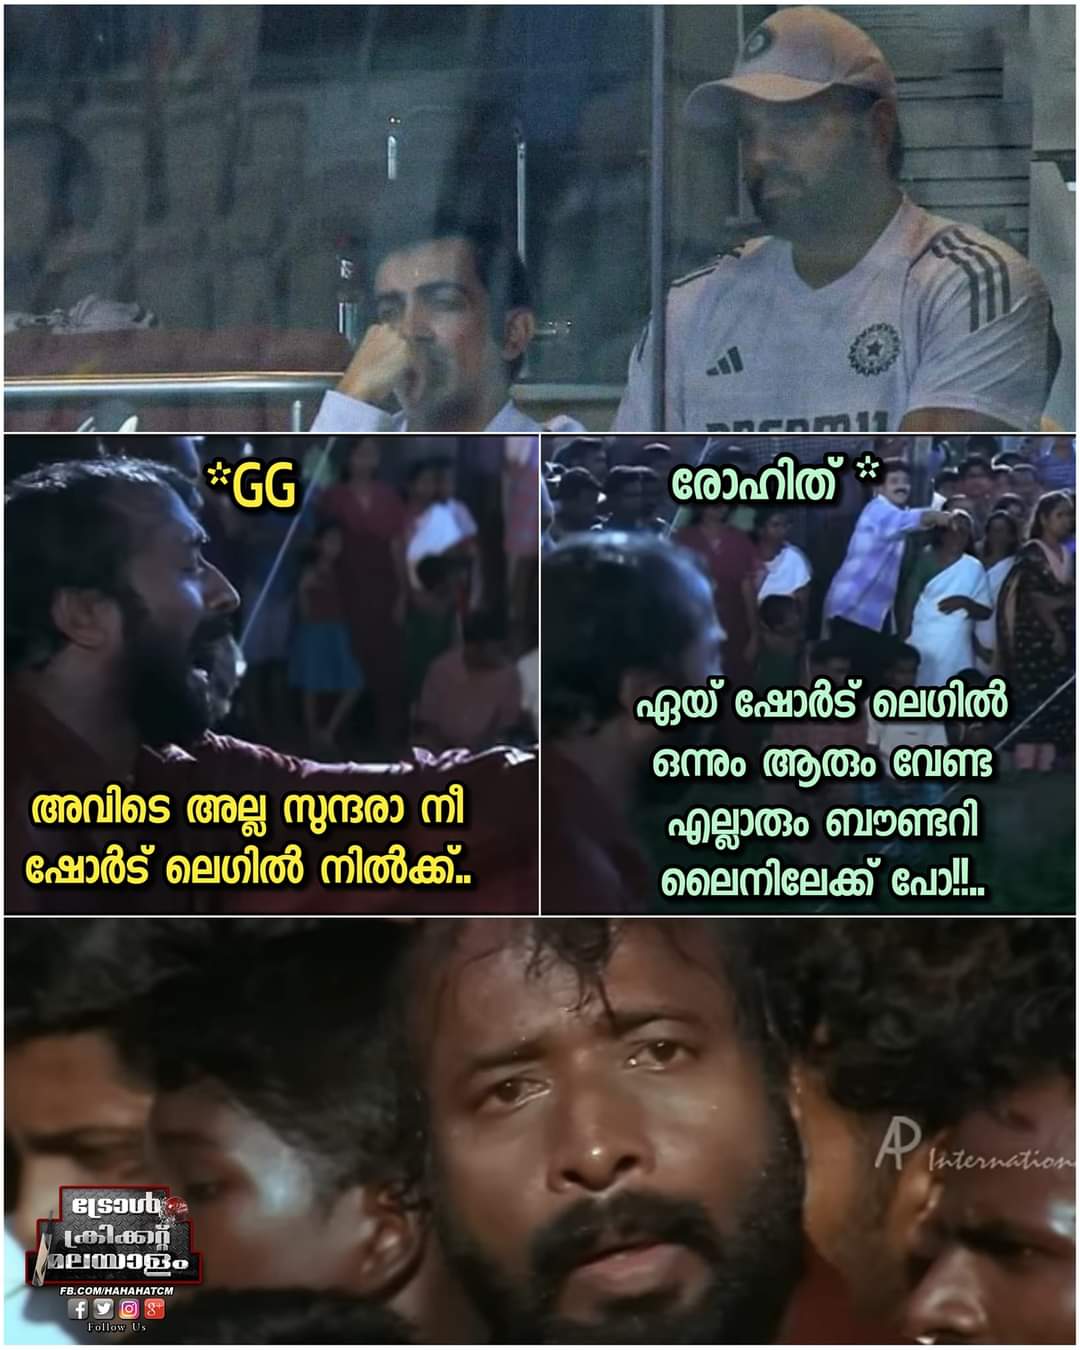 DREAM11
*GG
അവിടെ അല്ല സുന്ദരാ നീ
ഷോർട് ലെഗിൽ നിൽക്ക്..
രോഹിത് *
ഏയ് ഷോർട് ലെഗിൽ
ഒന്നും ആരും വേണ്ട
എല്ലാരും ബൗണ്ടറി
ലൈനിലേക്ക് പോ!!..
AP International
ട്രോൾ
ക്രിക്കറ്റ്
മലയാളം
FB.COM/HAHAHATCM
Follow Us